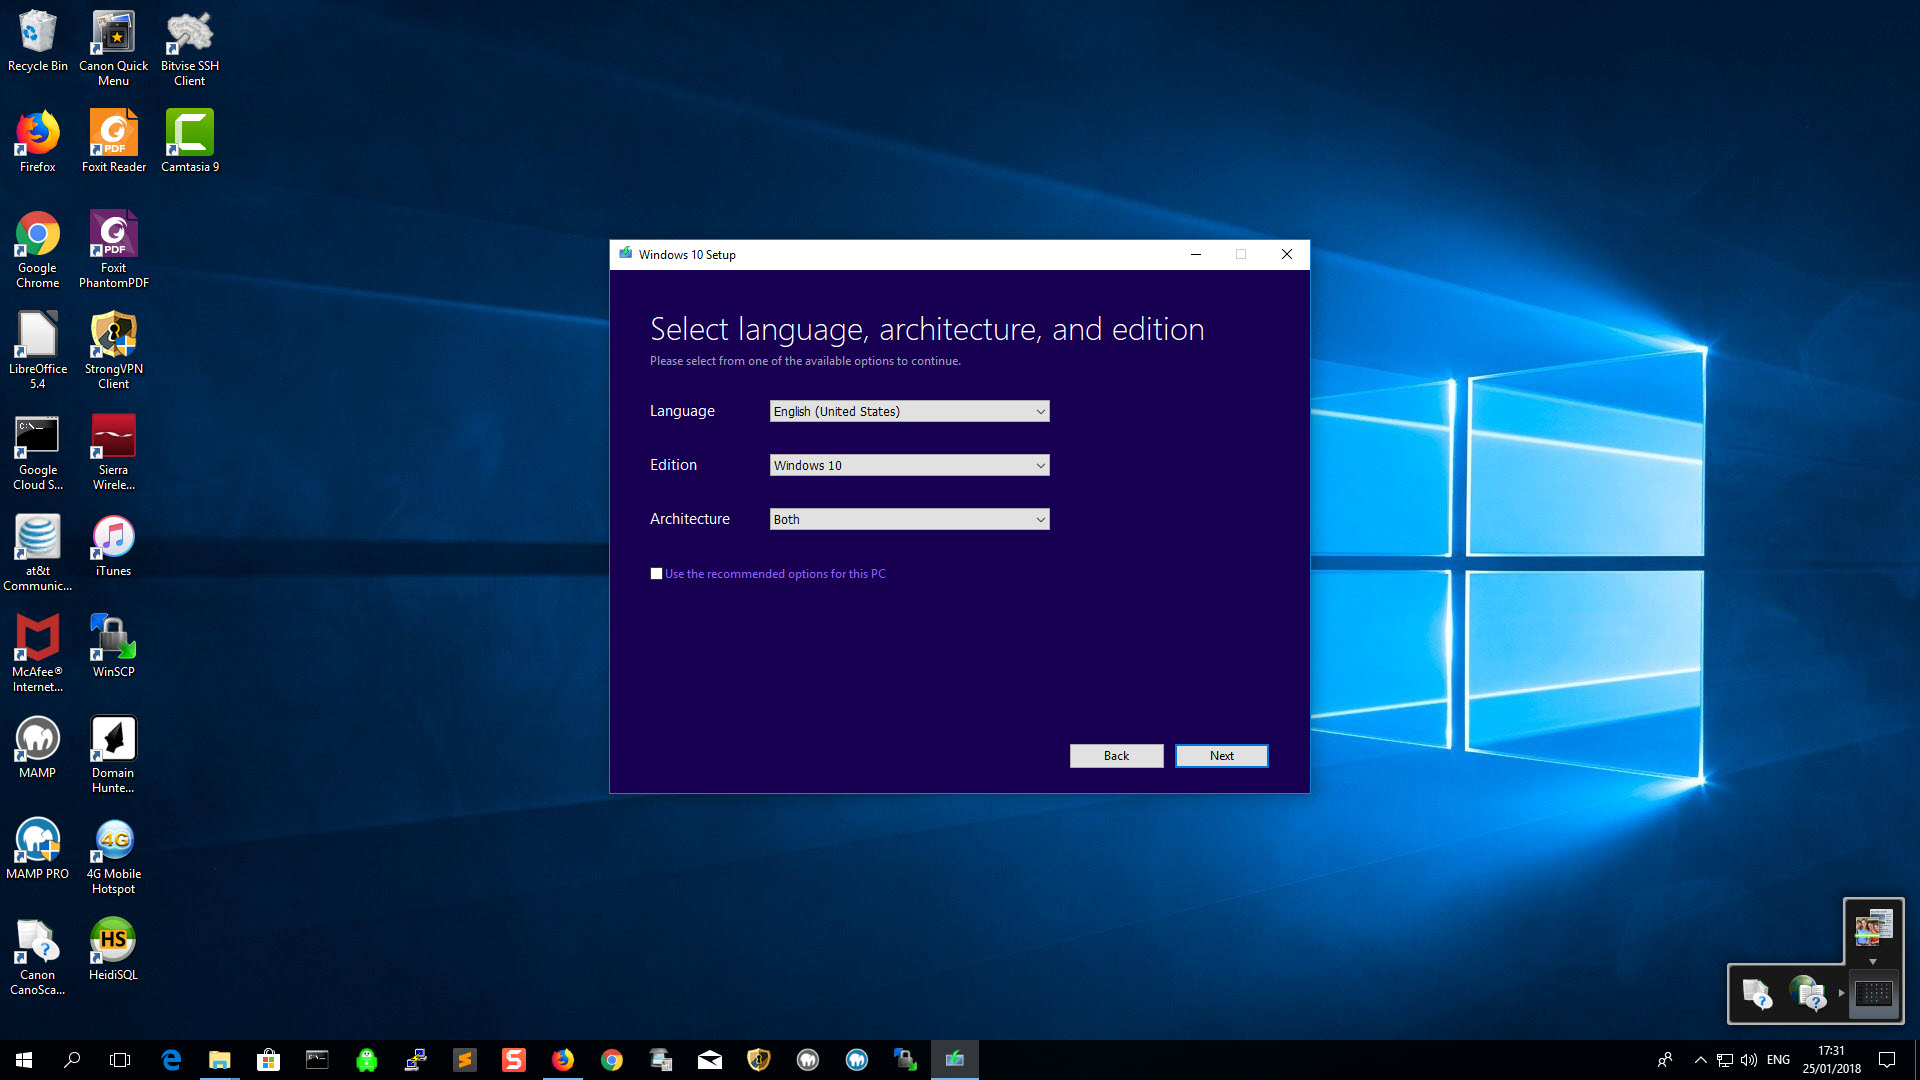 Recycle Bin
Canon Quick
Menu
Bitvise SSH
Client
Firefox
PDF
Foxit Reader
Camtasia 9
Google
Chrome
PDF
Foxit
PhantomPDF
LibreOffice
5.4
StrongVPN
Client
C:\_
Google
Cloud S...
Sierra
Wirele...
at&t
Communic...
iTunes
McAfee®
Internet...
WinSCP
MAMP
Domain
Hunte...
MAMP PRO
4G
4G Mobile
Hotspot
Canon
CanoSca...
HS
HeidiSQL
Windows 10 Setup
Select language, architecture, and edition
Please select from one of the available options to continue.
Language
English (United States)
Edition
Windows 10
Architecture
Both
Use the recommended options for this PC
Back
Next
ENG
17:31
25/01/2018